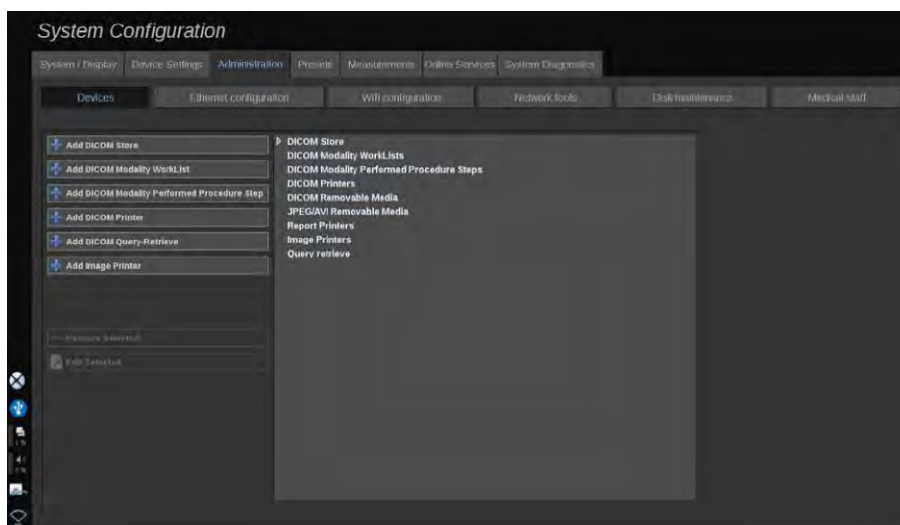 System Configuration
System / Display Device Settings Administration Presets Measurements Online Services System Diagnostics
Devices Ethernet configuration Wifi configuration Network tools Disk maintenance Medical staff
Add DICOM Store
Add DICOM Modality WorkList
Add DICOM Modality Performed Procedure Step
Add DICOM Printer
Add DICOM Query-Retrieve
Add Image Printer
Remove Selected
Edit Selected
DICOM Store
DICOM Modality WorkLists
DICOM Modality Performed Procedure Steps
DICOM Printers
DICOM Removable Media
JPEG/AVI Removable Media
Report Printers
Image Printers
Query retrieve